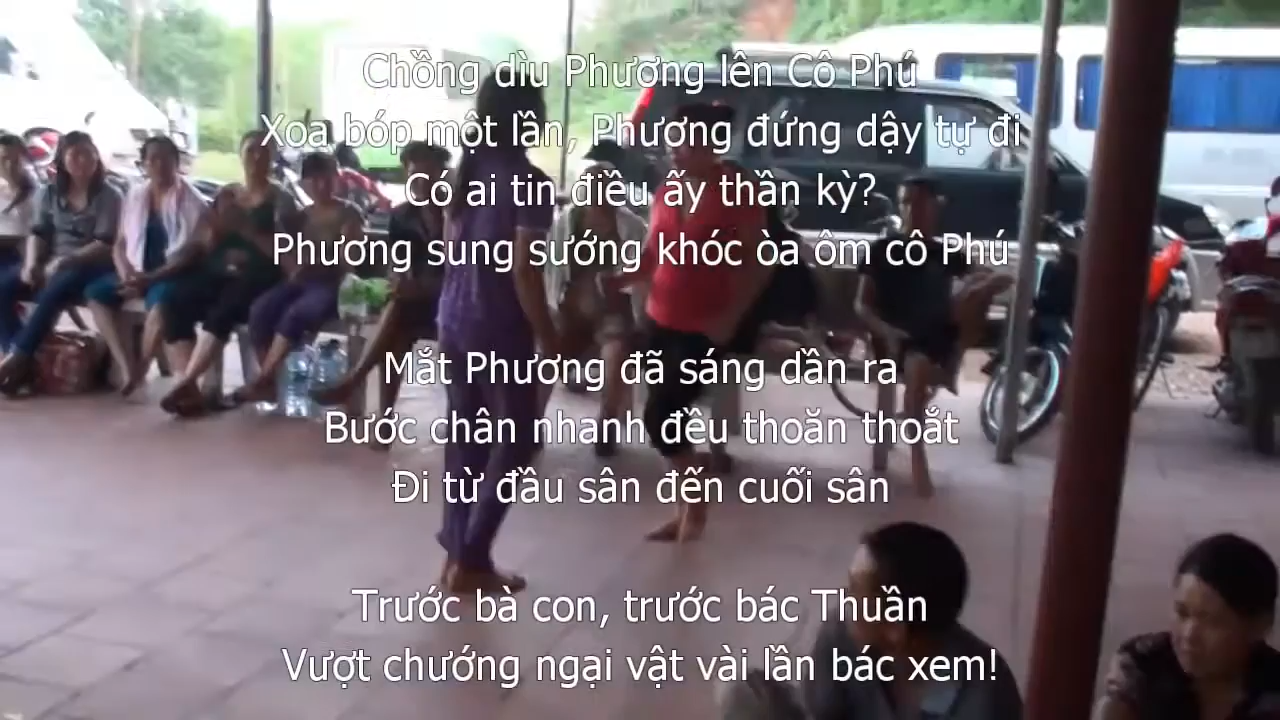 Chồng dìu Phương lên Cô Phú
Xoa bóp một lần, Phương đứng dậy tự đi
Có ai tin điều ấy thần kỳ?
Phương sung sướng khóc òa ôm cô Phú
Mắt Phương đã sáng dần ra
Bước chân nhanh đều thoăn thoắt
Đi từ đầu sân đến cuối sân
Trước bà con, trước bác Thuần
Vượt chướng ngại vật vài lần bác xem!